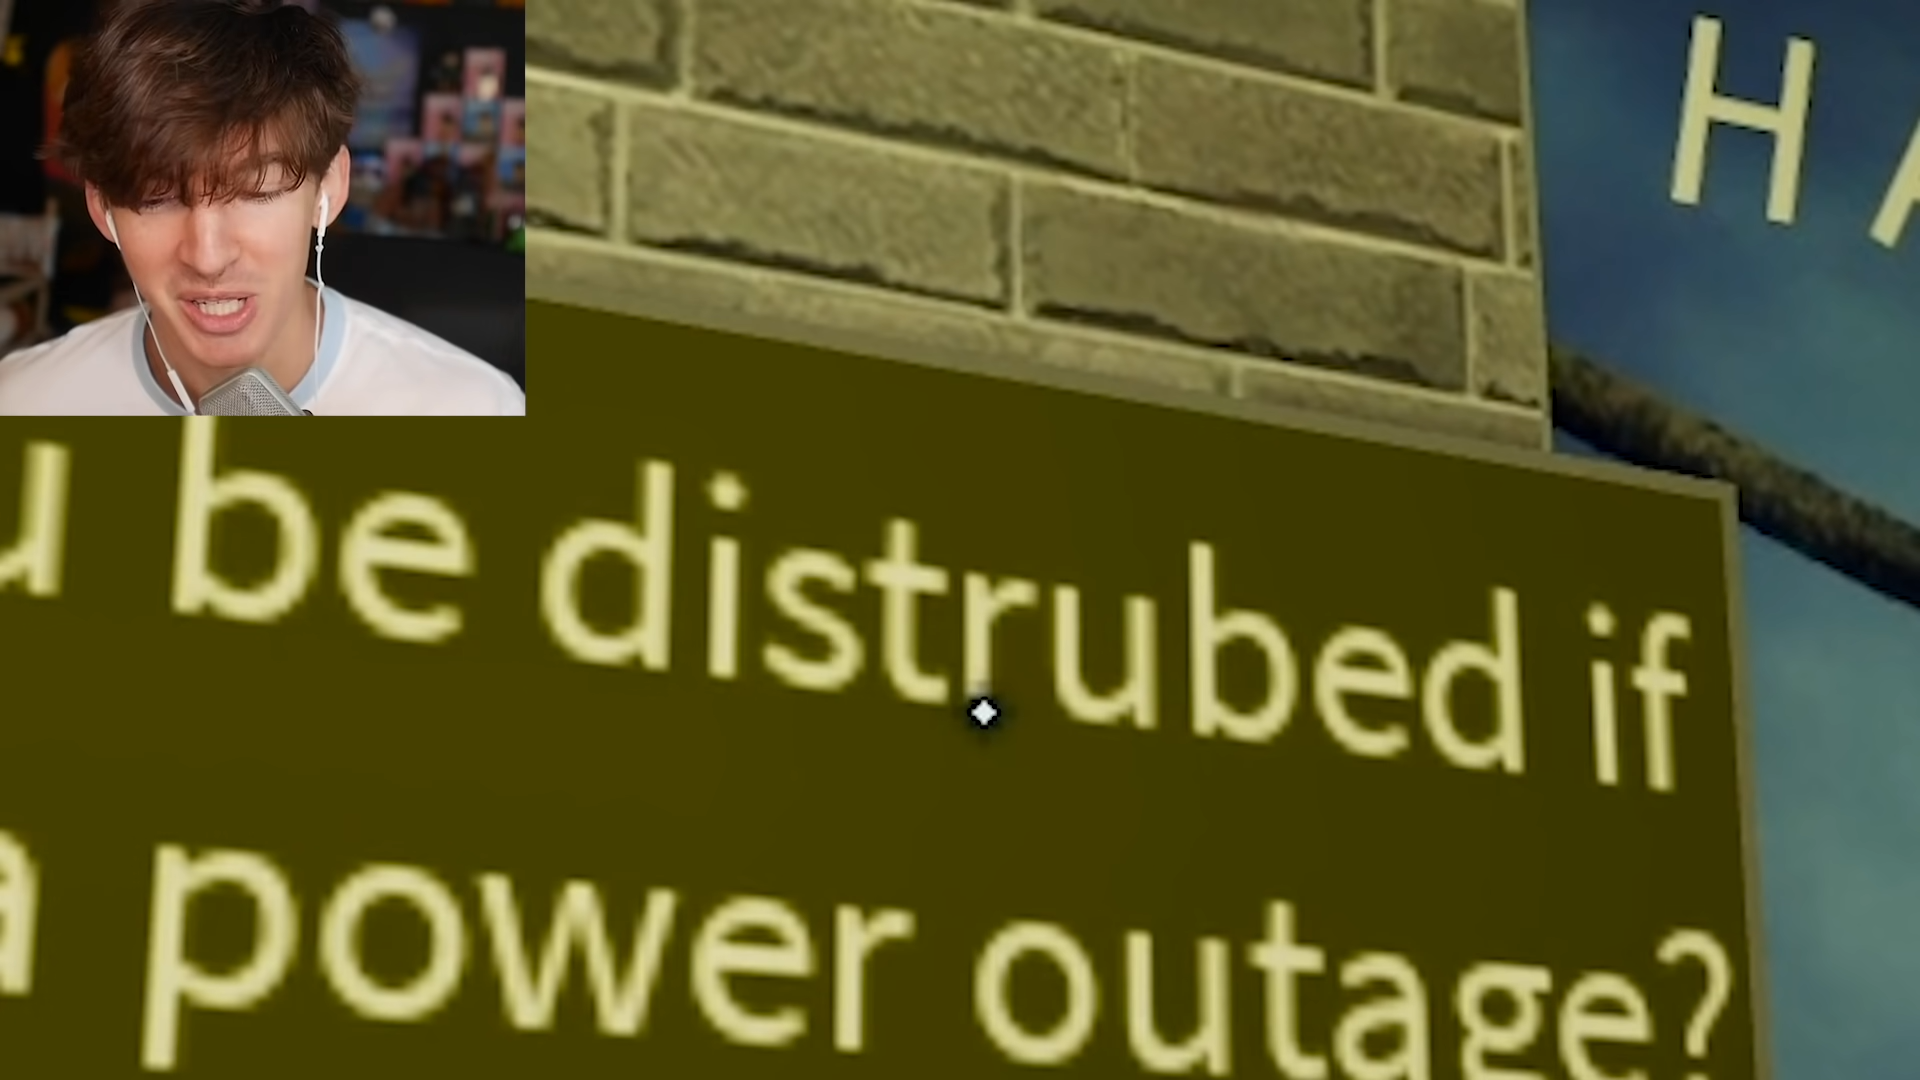 be distrubed if
a power outage?
H